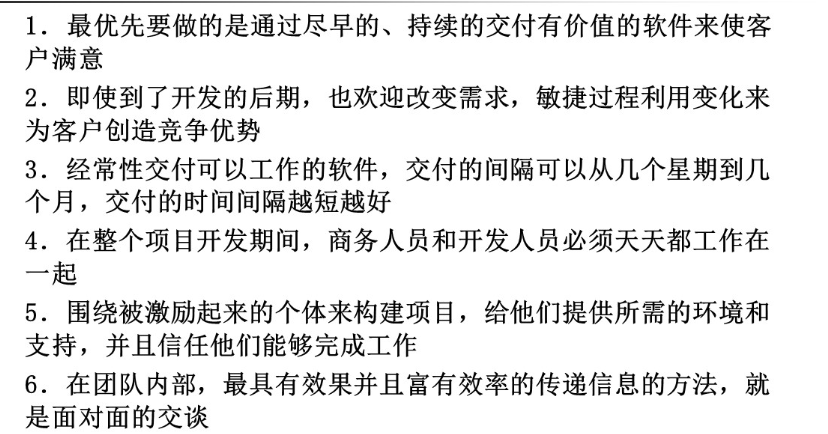 1. 最优先要做的是通过尽早的、持续的交付有价值的软件来使客
户满意
2. 即使到了开发的后期，也欢迎改变需求，敏捷过程利用变化来
为客户创造竞争优势
3. 经常性交付可以工作的软件，交付的间隔可以从几个星期到几
个月，交付的时间间隔越短越好
4. 在整个项目开发期间，商务人员和开发人员必须天天都工作在
一起
5. 围绕被激励起来的个体来构建项目，给他们提供所需的环境和
支持，并且信任他们能够完成工作
6. 在团队内部，最具有效果并且富有效率的传递信息的方法，就
是面对面的交谈